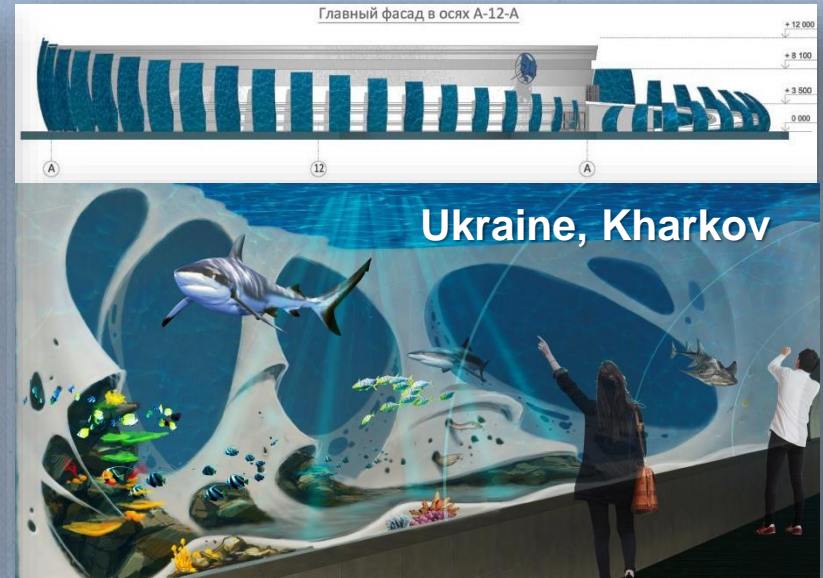 Главный фасад в осях А-12-А
+ 12 000
+ 8 100
+ 3 500
0 000
А
12
А
Ukraine, Kharkov